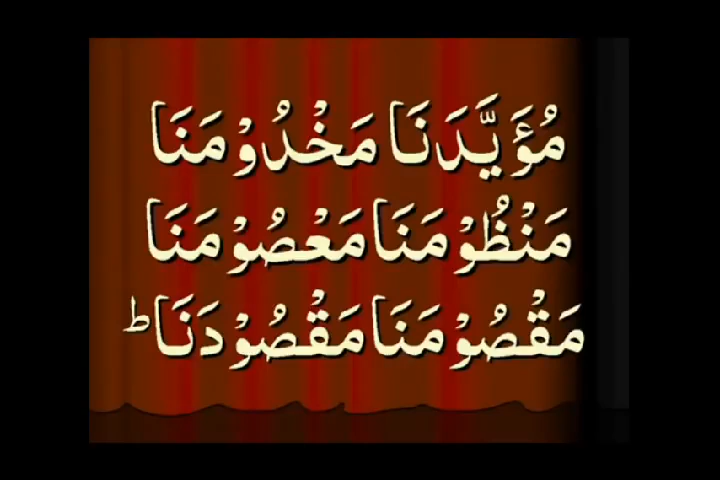 مُؤَيَّدَنَا مَخْدُوْمَنَا
مَنْظُوْمَنَا مَعْصُوْمَنَا
مَقْصُوْمَنَا مَقْصُوْدَنَا ؕ